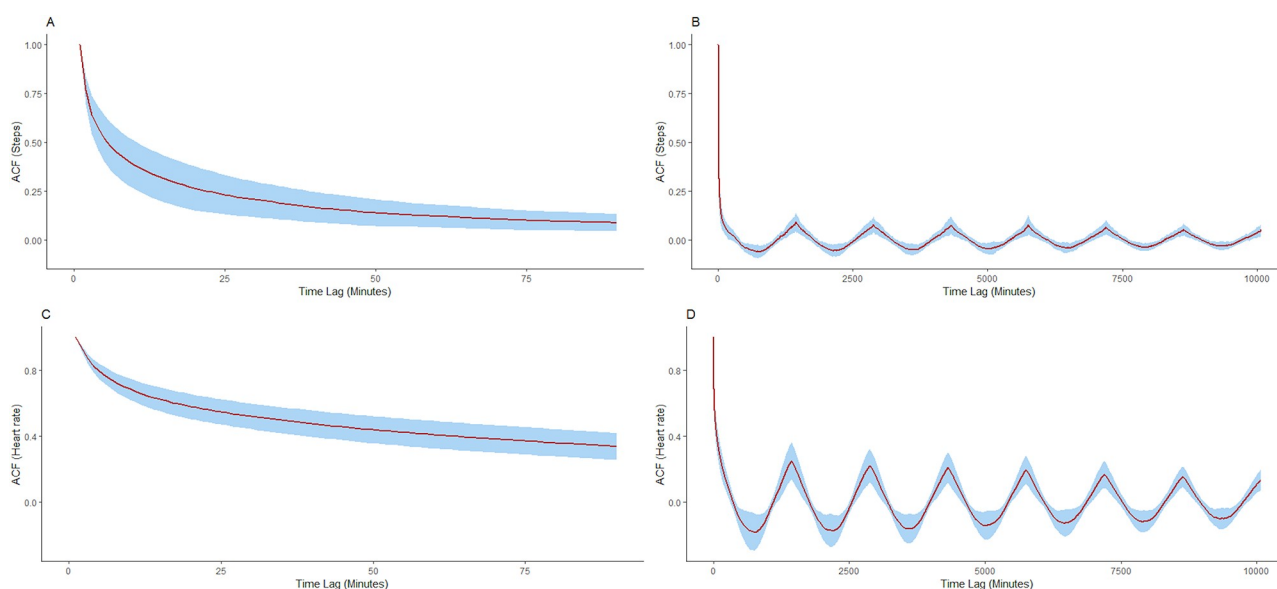 A
1.00
0.75
0.50
0.25
0.00
ACF (Steps)
0
25
50
75
Time Lag (Minutes)
B
1.00
0.75
0.50
0.25
0.00
ACF (Steps)
0
2500
5000
7500
10000
Time Lag (Minutes)
C
0.8
0.4
0.0
ACF (Heart rate)
0
25
50
75
Time Lag (Minutes)
D
0.8
0.4
0.0
ACF (Heart rate)
0
2500
5000
7500
10000
Time Lag (Minutes)